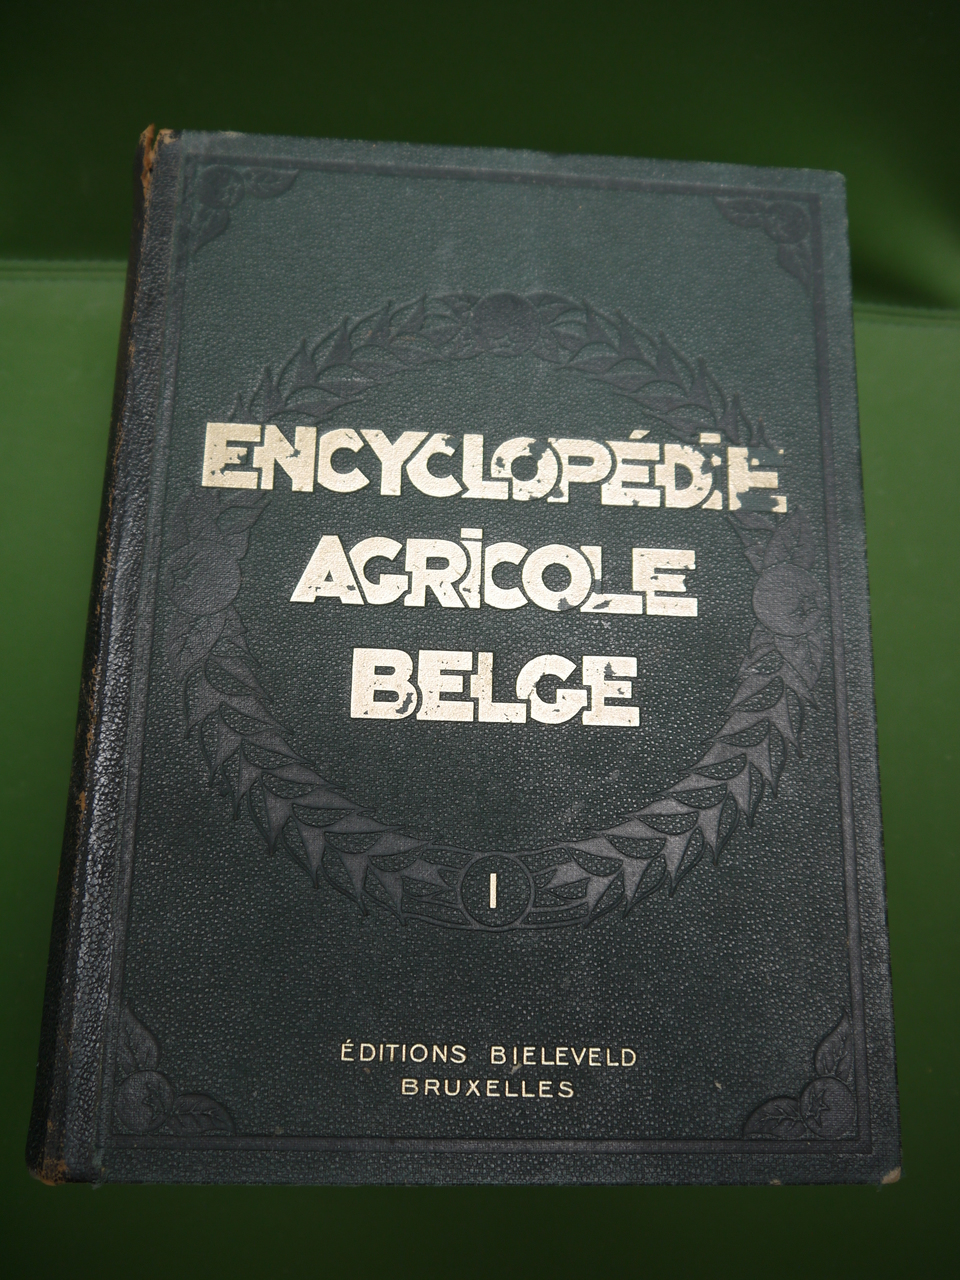 ENCYCLOPÉDIE
AGRICOLE
BELGE
I
ÉDITIONS BIELEVELD
BRUXELLES